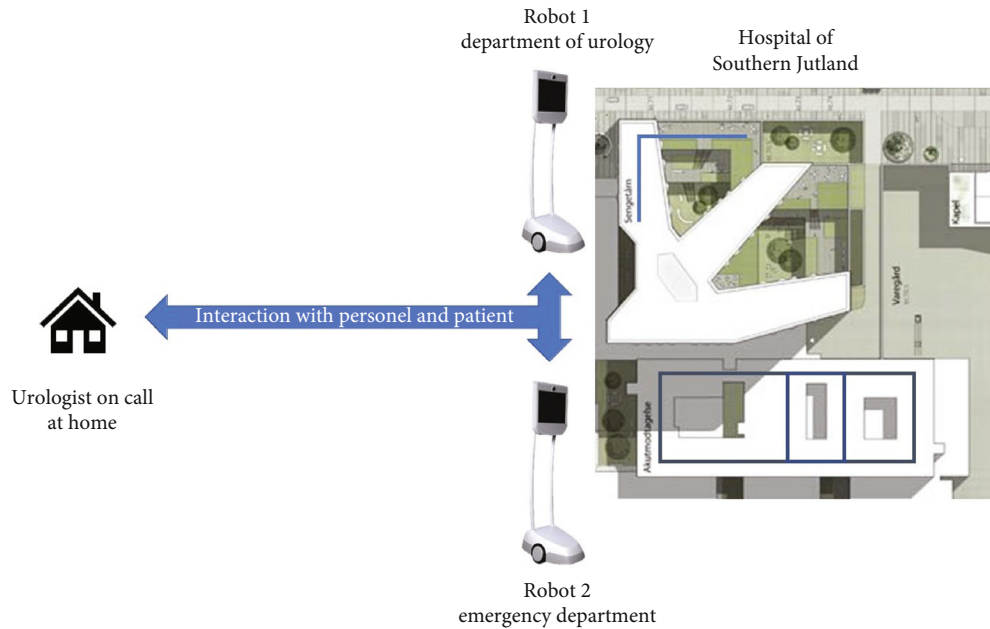 Robot 1
department of urology
Hospital of
Southern Jutland
Sengetårn
Kapel
Varegård
Interaction with personel and patient
Urologist on call
at home
Akutmodtagelse
Robot 2
emergency department